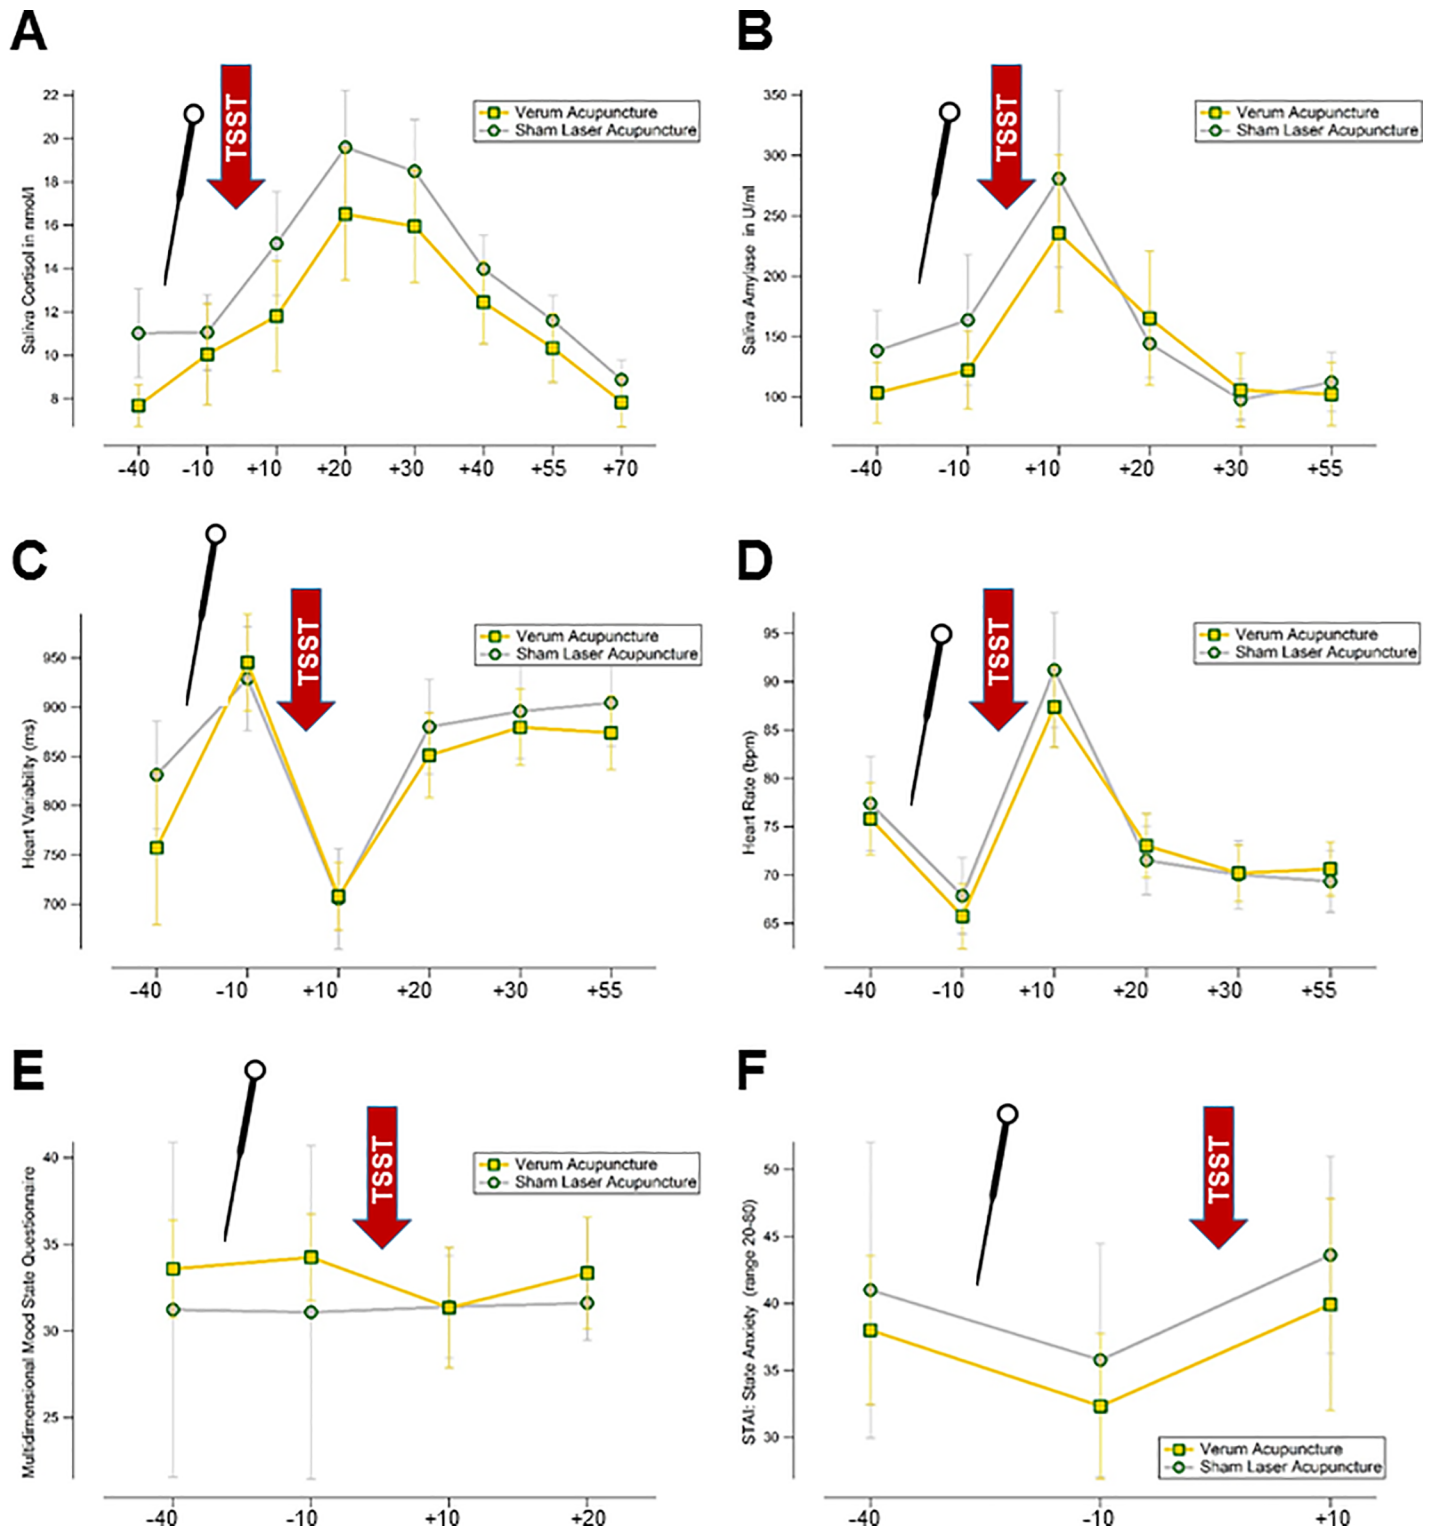 A
TSST
Verum Acupuncture
Sham Laser Acupuncture
Saliva Cortisol in nmol/l
22
20
18
16
14
12
10
8
-40 -10 +10 +20 +30 +40 +55 +70
B
TSST
Verum Acupuncture
Sham Laser Acupuncture
Saliva Amylase in U/ml
350
300
250
200
150
100
-40 -10 +10 +20 +30 +55
C
TSST
Verum Acupuncture
Sham Laser Acupuncture
Heart Variability (ms)
950
900
850
800
750
700
-40 -10 +10 +20 +30 +55
D
TSST
Verum Acupuncture
Sham Laser Acupuncture
Heart Rate (bpm)
95
90
85
80
75
70
65
-40 -10 +10 +20 +30 +55
E
TSST
Verum Acupuncture
Sham Laser Acupuncture
Multidimensional Mood State Questionnaire
40
35
30
25
-40 -10 +10 +20
F
TSST
STAI: State Anxiety (range 20-80)
50
45
40
35
30
Verum Acupuncture
Sham Laser Acupuncture
-40 -10 +10